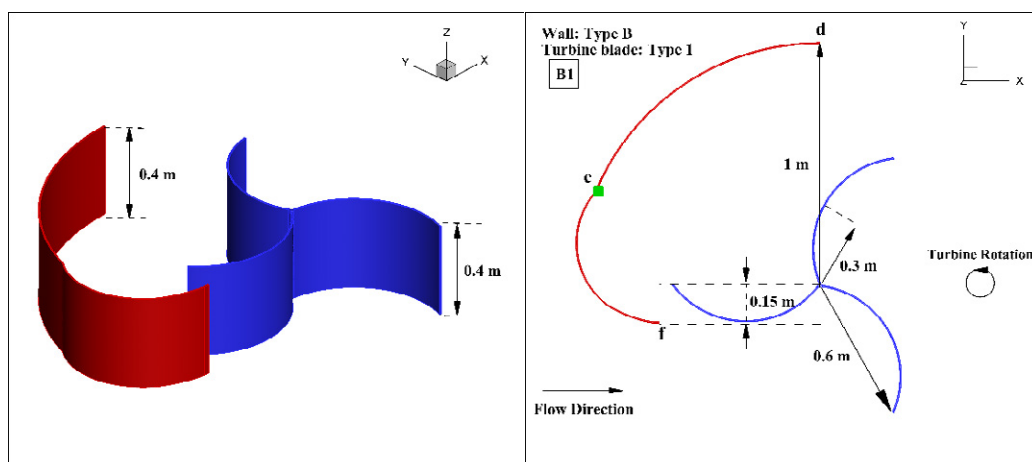 Z
Y
X
0.4 m
0.4 m
Wall: Type B
Turbine blade: Type 1
B1
d
Y
Z
X
c
1 m
Turbine Rotation
0.3 m
0.15 m
f
0.6 m
Flow Direction